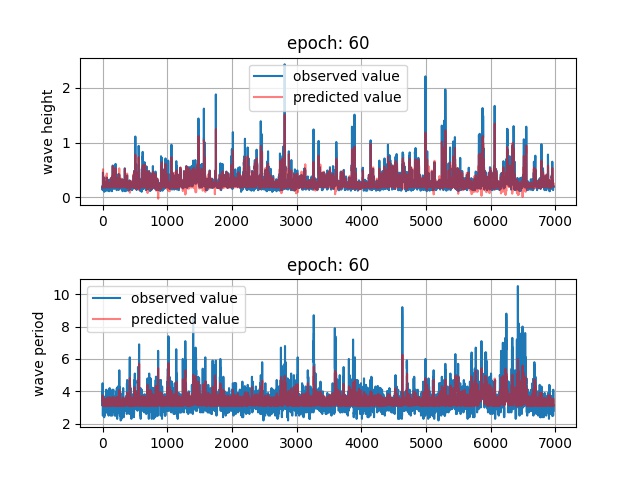 epoch: 60
wave height
2
1
0
observed value
predicted value
0 1000 2000 3000 4000 5000 6000 7000
epoch: 60
wave period
10
8
6
4
2
observed value
predicted value
0 1000 2000 3000 4000 5000 6000 7000